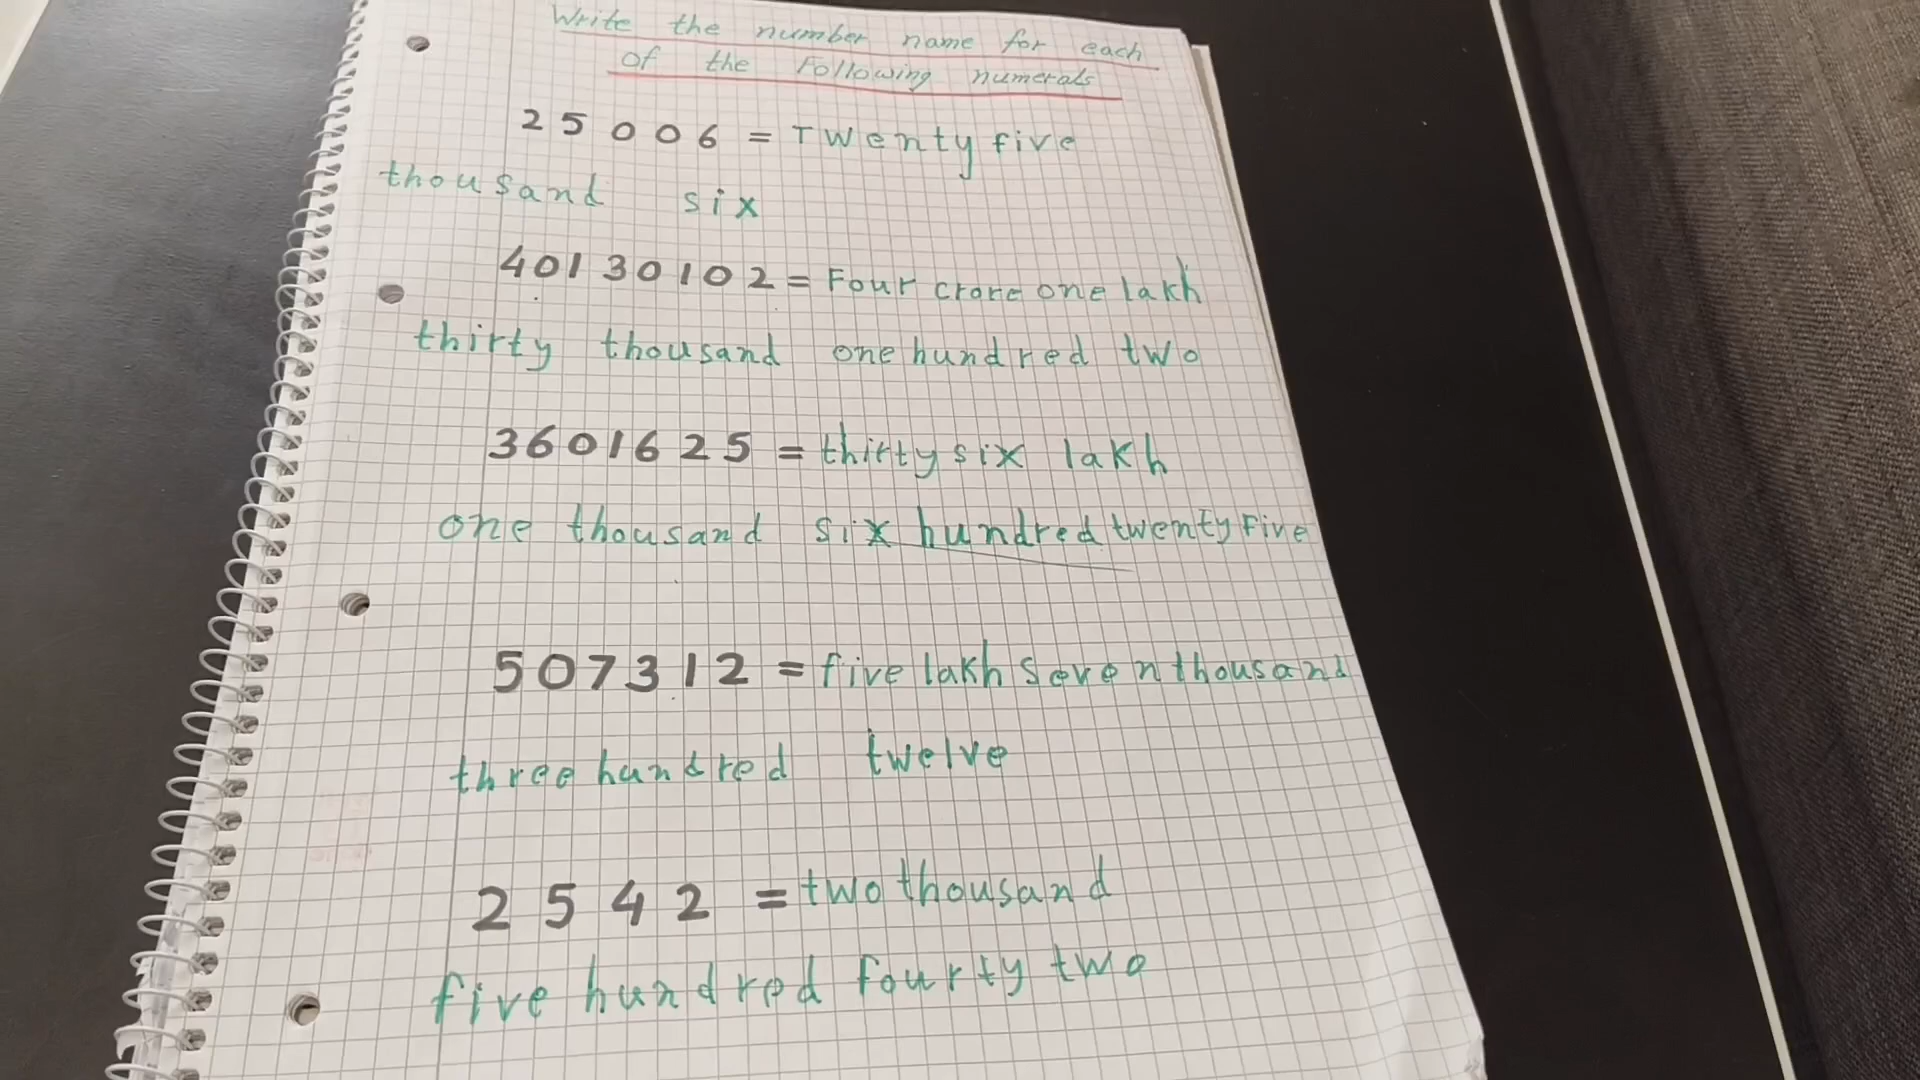 Write the number name for each
of the Following numerals
25006 = Twenty five
thousand six
40130102 = Four crore one lakh
thirty thousand one hundred two
3601625 = thirty six lakh
one thousand six hundred twenty Five
507312 = five lakh seven thousand
three hundred twelve
2542 = two thousand
five hundred fourty two